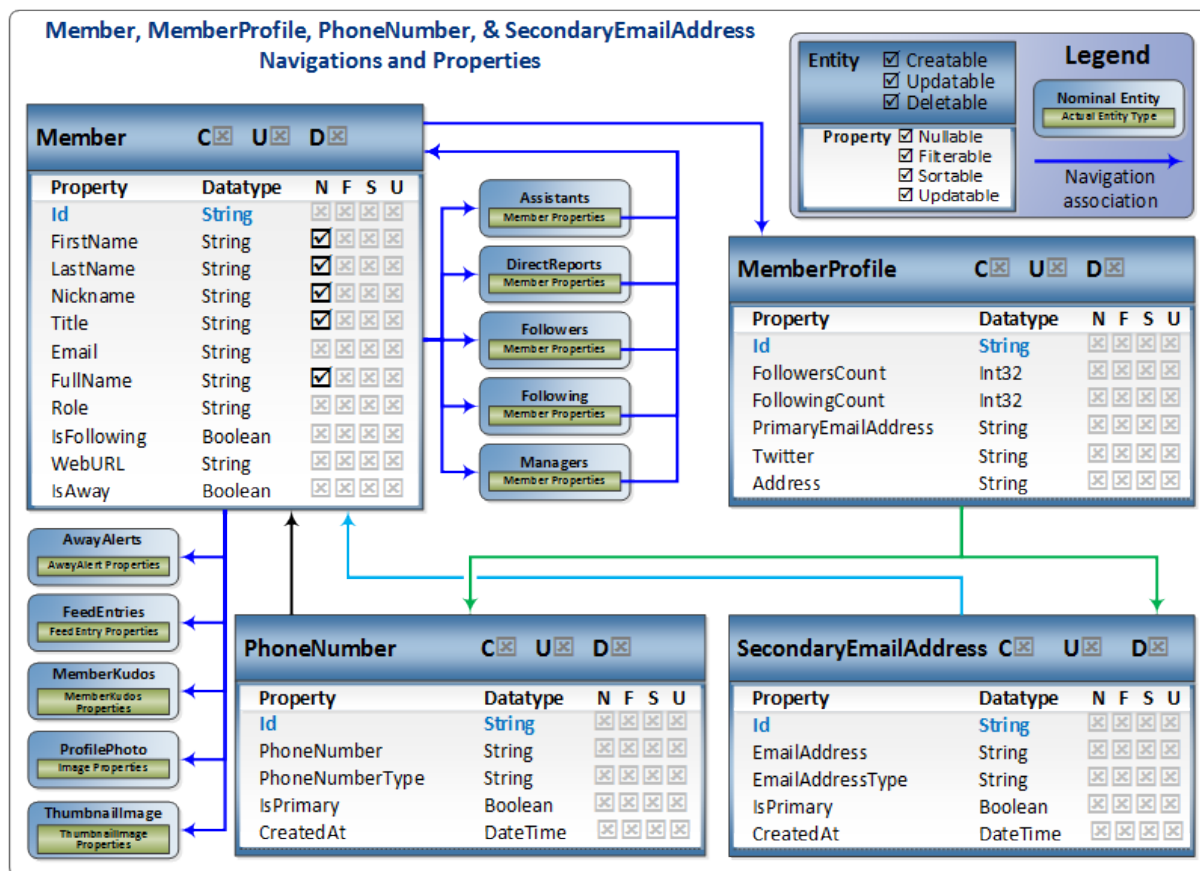 Member, MemberProfile, PhoneNumber, & SecondaryEmailAddress
Navigations and Properties
Entity
Creatable
Updatable
Deletable
Property
Nullable
Filterable
Sortable
Updatable
Legend
Nominal Entity
Actual Entity Type
Navigation
association
Member C U D
Property Datatype N F S U
Id String
FirstName String
LastName String
Nickname String
Title String
Email String
FullName String
Role String
IsFollowing Boolean
WebURL String
IsAway Boolean
Assistants
Member Properties
DirectReports
Member Properties
Followers
Member Properties
Following
Member Properties
Managers
Member Properties
MemberProfile C U D
Property Datatype N F S U
Id String
FollowersCount Int32
FollowingCount Int32
PrimaryEmailAddress String
Twitter String
Address String
AwayAlerts
AwayAlert Properties
FeedEntries
Feed Entry Properties
MemberKudos
MemberKudos
Properties
ProfilePhoto
Image Properties
ThumbnailImage
ThumbnailImage
Properties
PhoneNumber C U D
Property Datatype N F S U
Id String
PhoneNumber String
PhoneNumberType String
IsPrimary Boolean
CreatedAt DateTime
SecondaryEmailAddress C U D
Property Datatype N F S U
Id String
EmailAddress String
EmailAddressType String
IsPrimary Boolean
CreatedAt DateTime